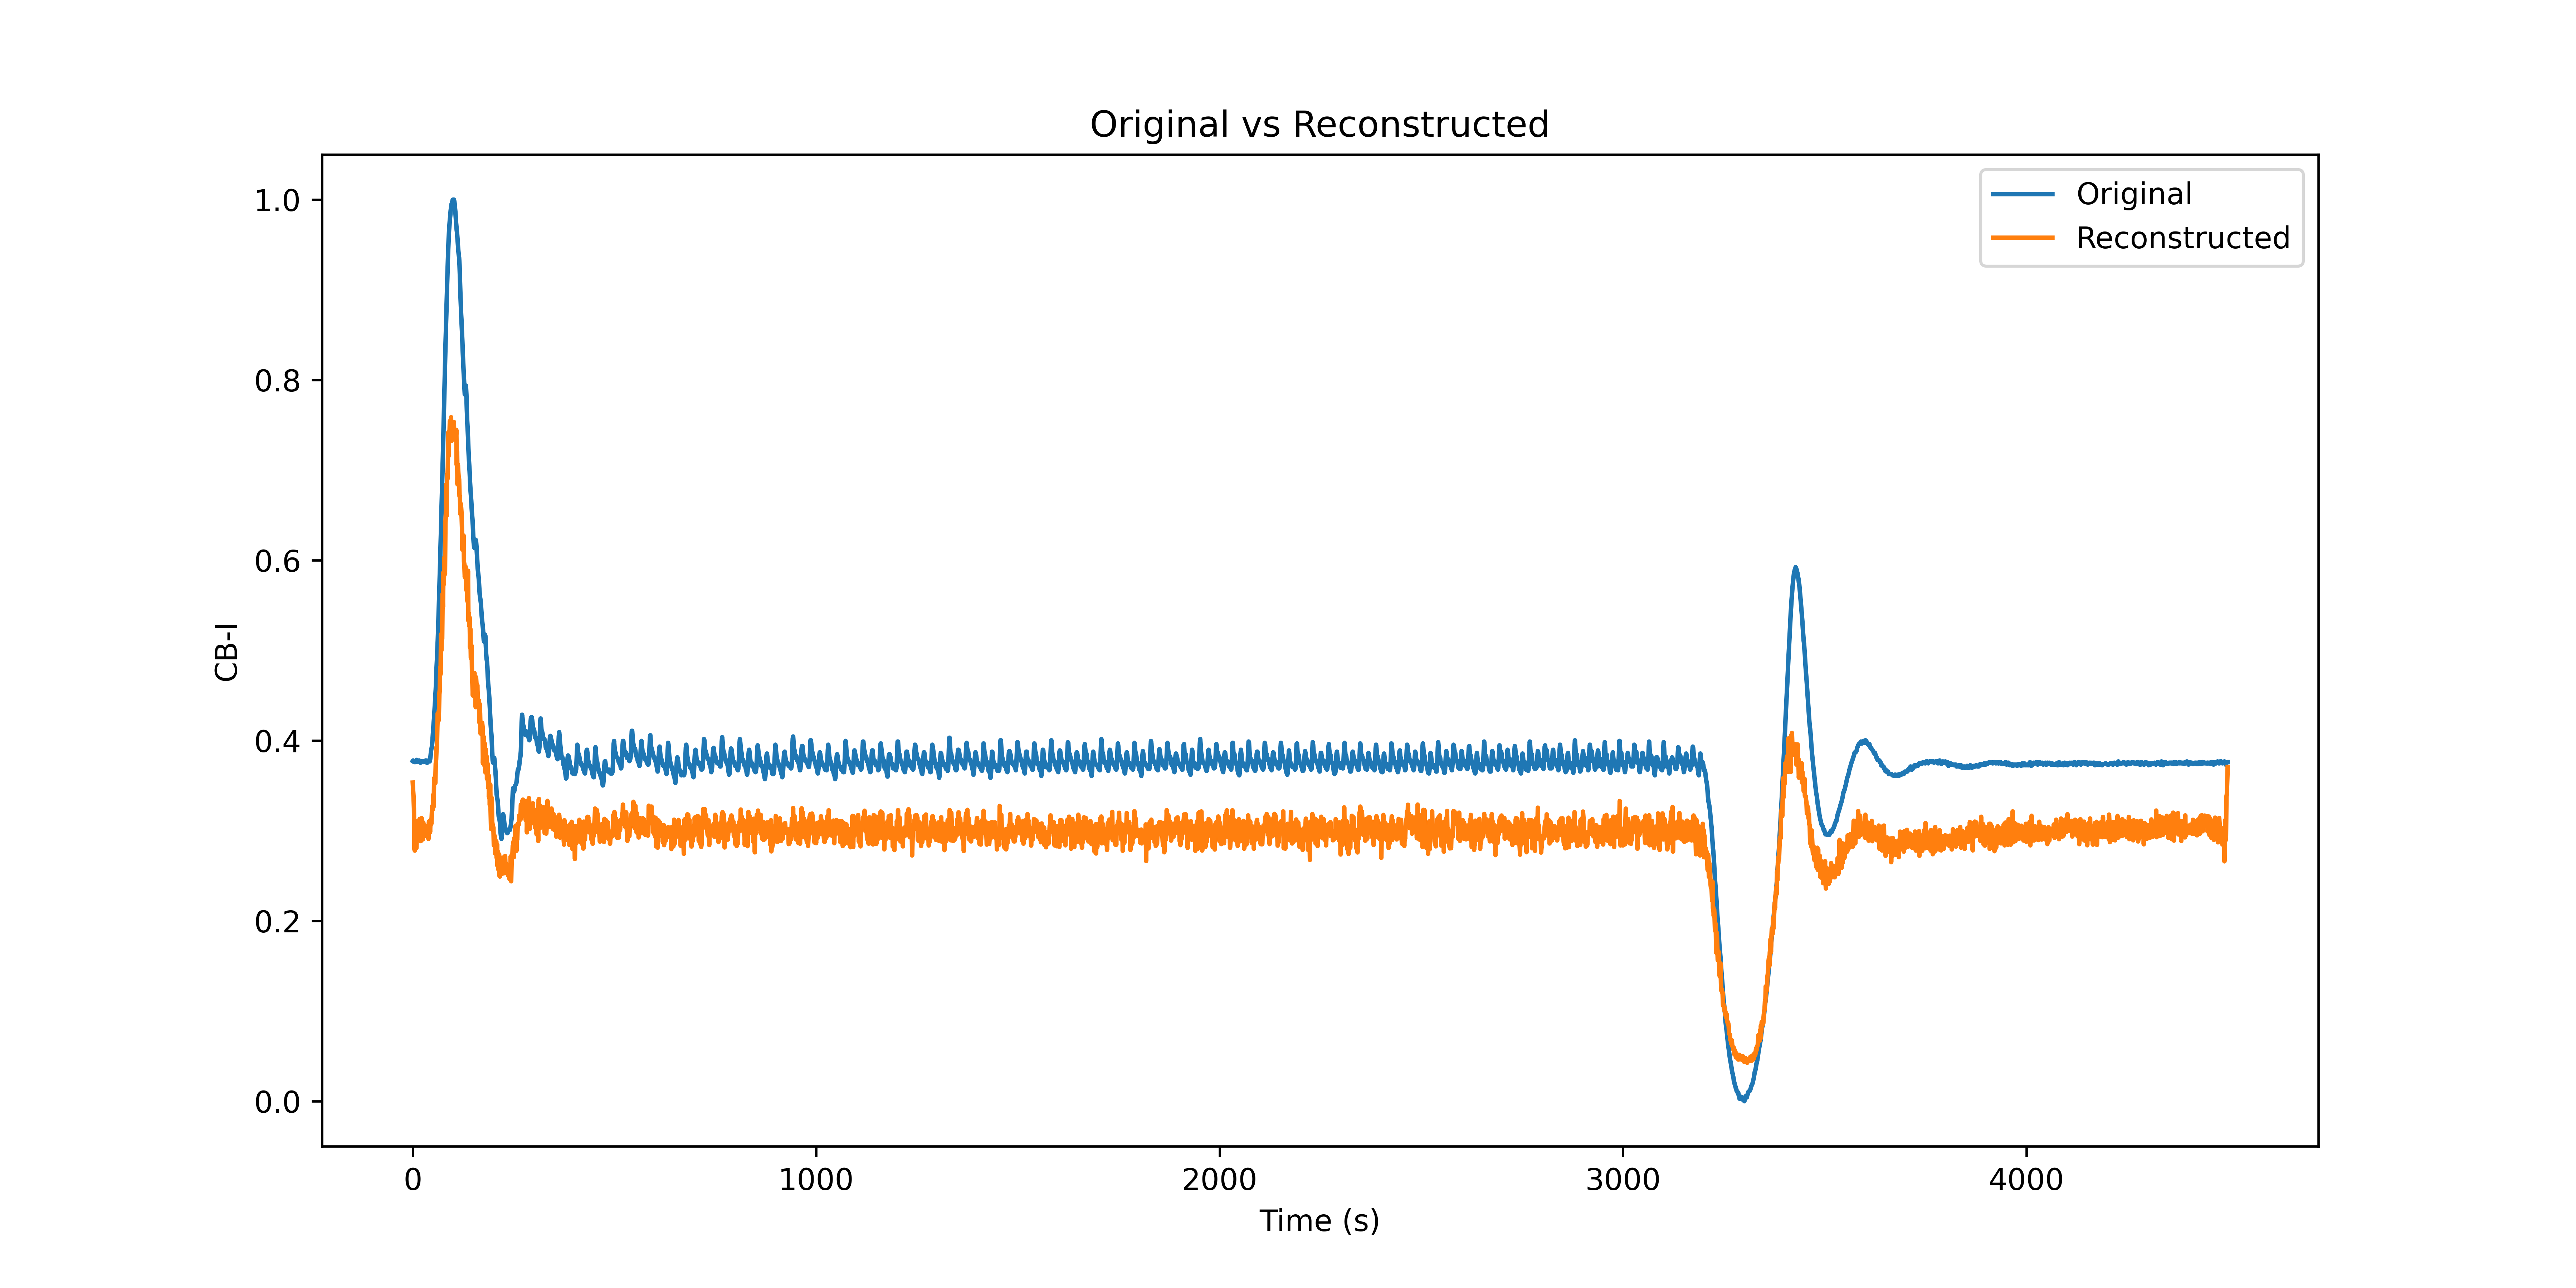 Original vs Reconstructed
Original
Reconstructed
1.0
0.8
0.6
0.4
0.2
0.0
CB-I
0 1000 2000 3000 4000
Time (s)